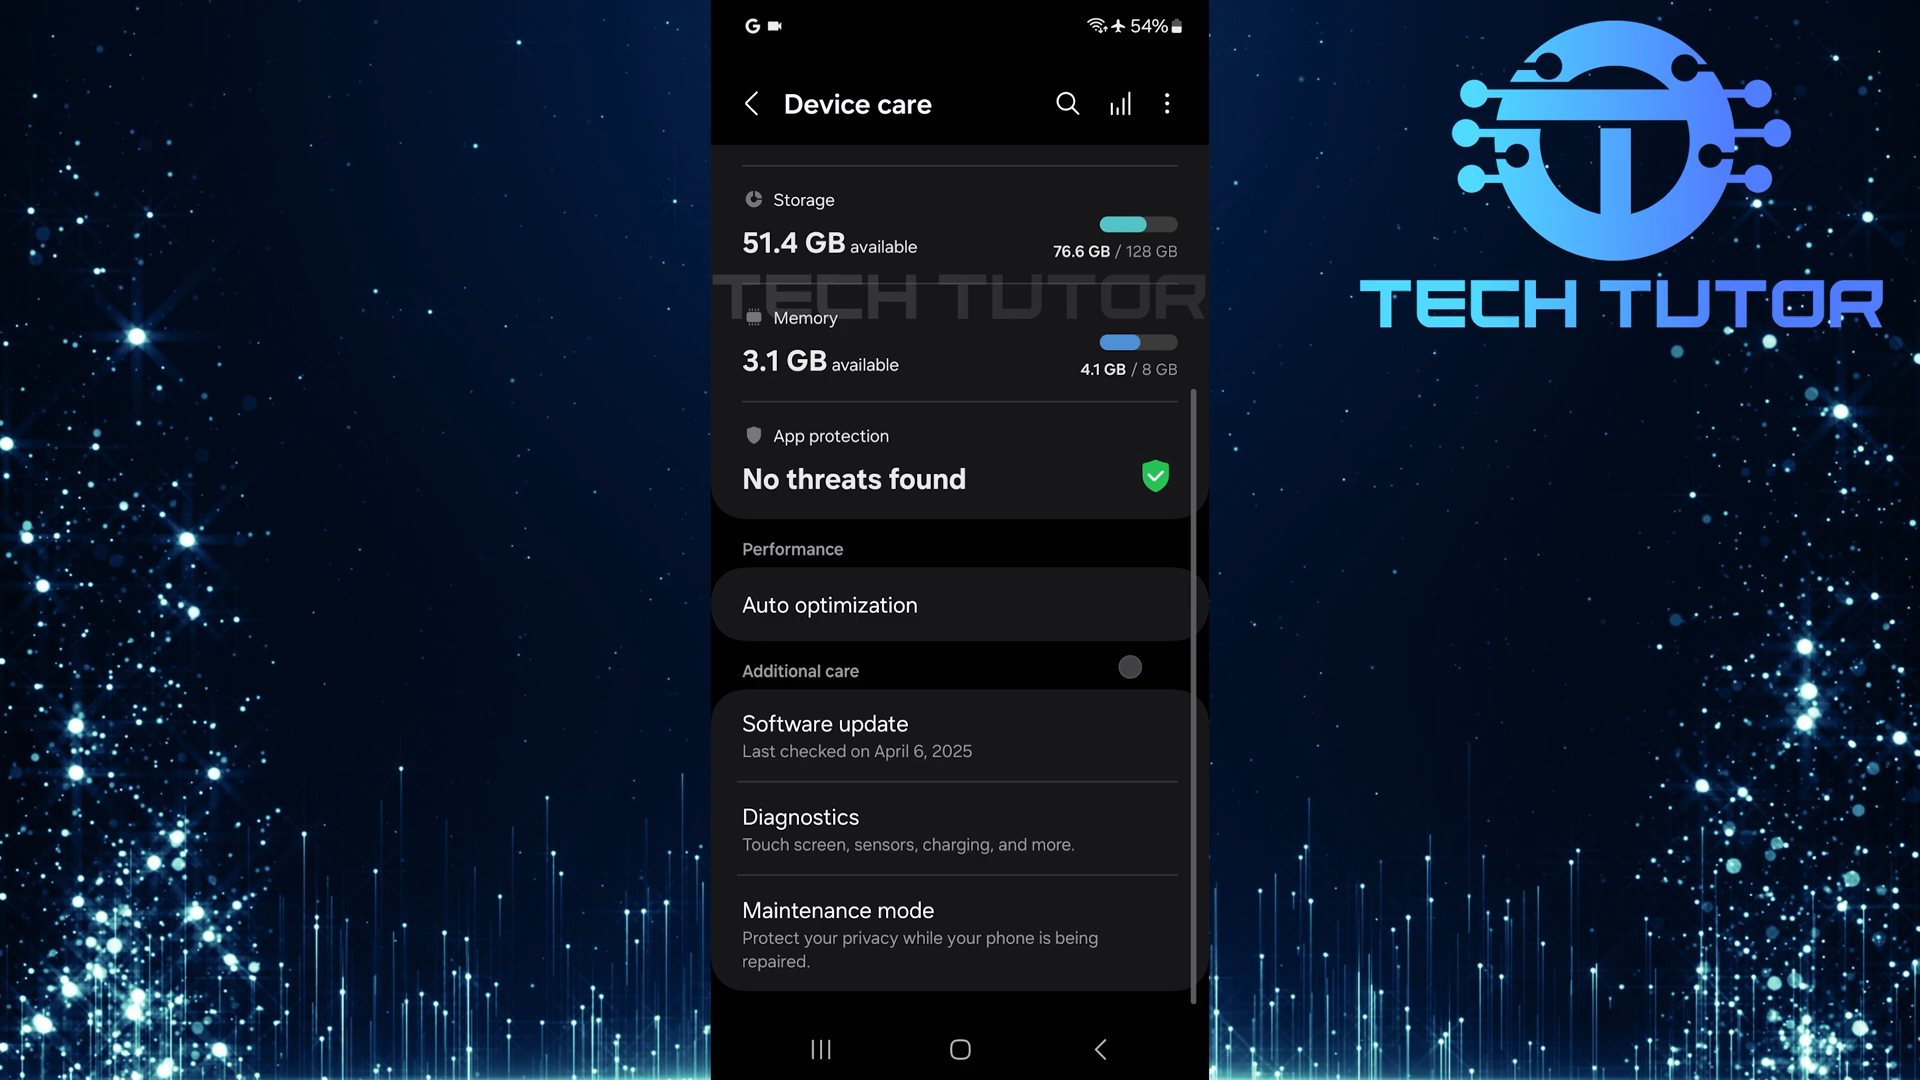 G 54%
Device care
Storage
51.4 GB available
76.6 GB / 128 GB
TECH TUTOR
Memory
3.1 GB available
4.1 GB / 8 GB
App protection
No threats found
Performance
Auto optimization
Additional care
Software update
Last checked on April 6, 2025
Diagnostics
Touch screen, sensors, charging, and more.
Maintenance mode
Protect your privacy while your phone is being
repaired.
TECH TUTOR